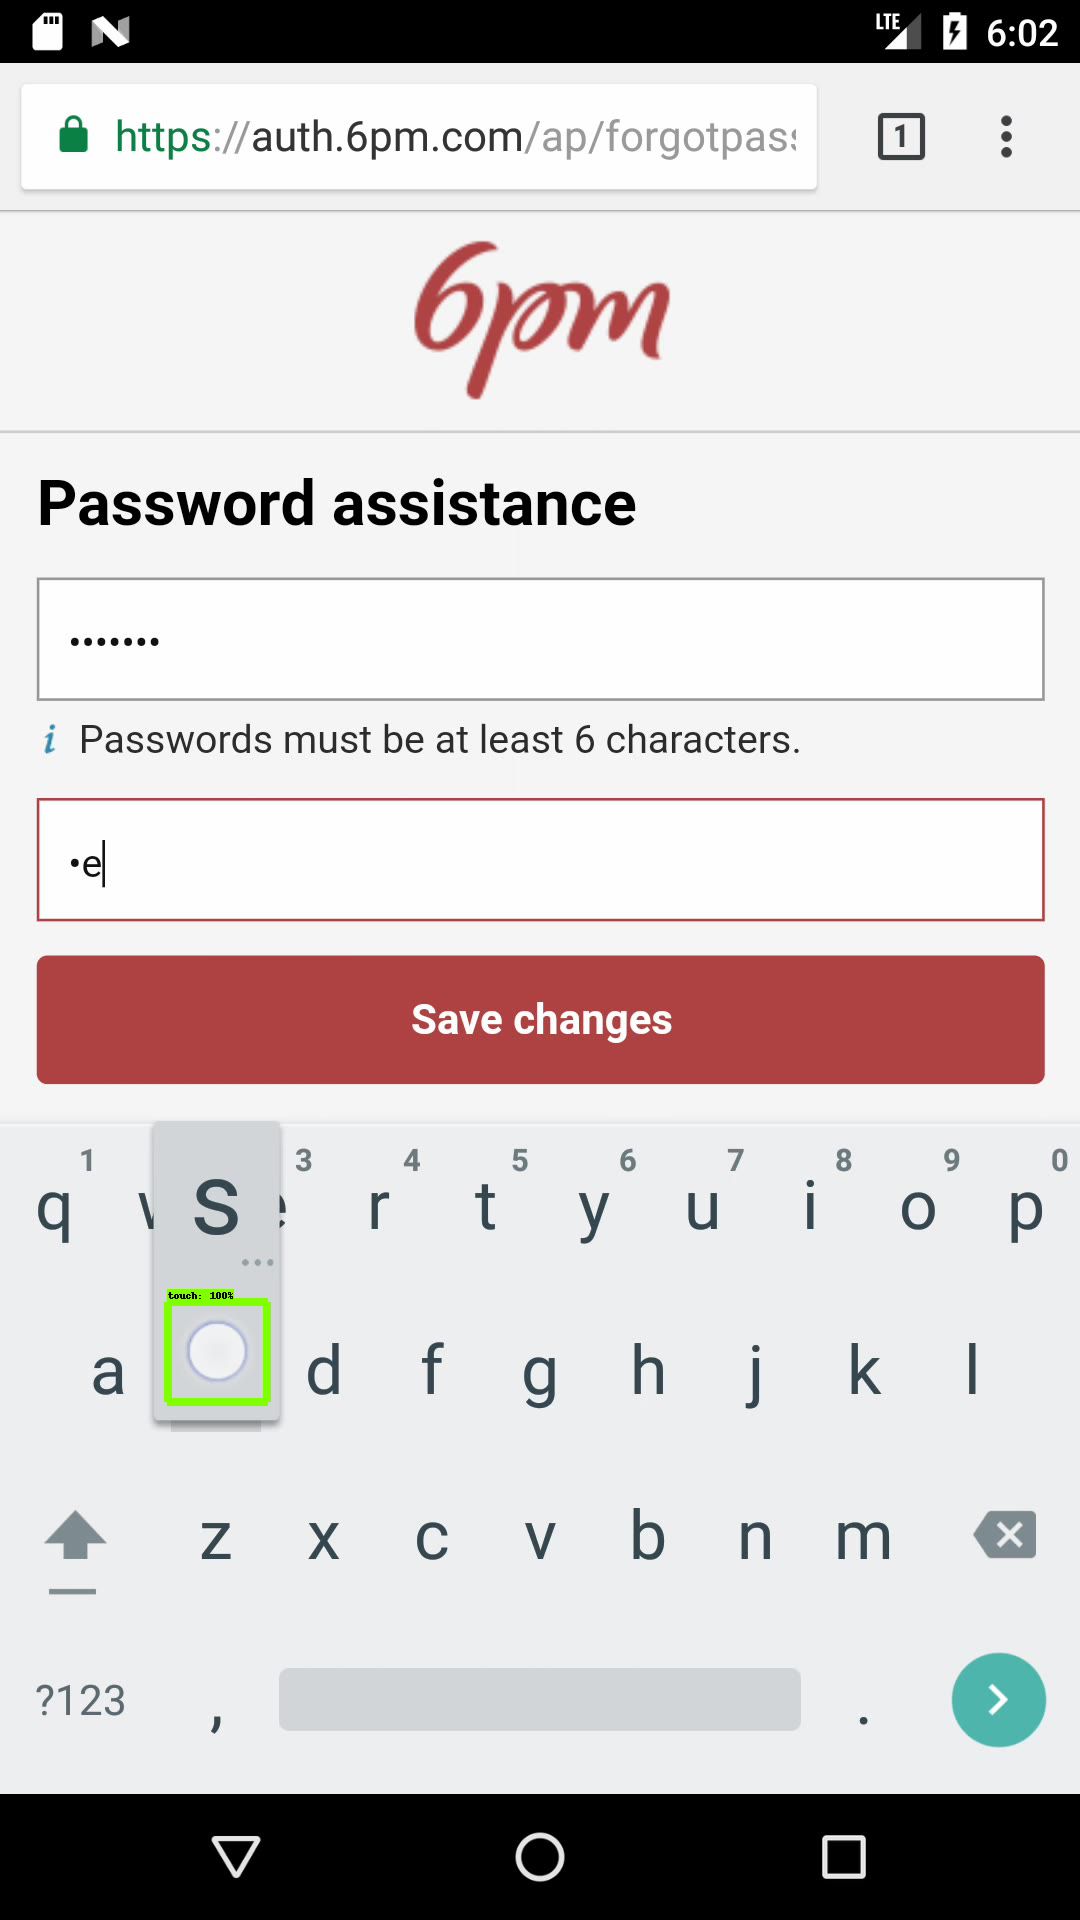 LTE 6:02
https://auth.6pm.com/ap/forgotpass
1
6pm
Password assistance
•••••••
i Passwords must be at least 6 characters.
•e
Save changes
1 3 4 5 6 7 8 9 0
q w e r t y u i o p
s
touch: 100%
a d f g h j k l
z x c v b n m
?123 , .